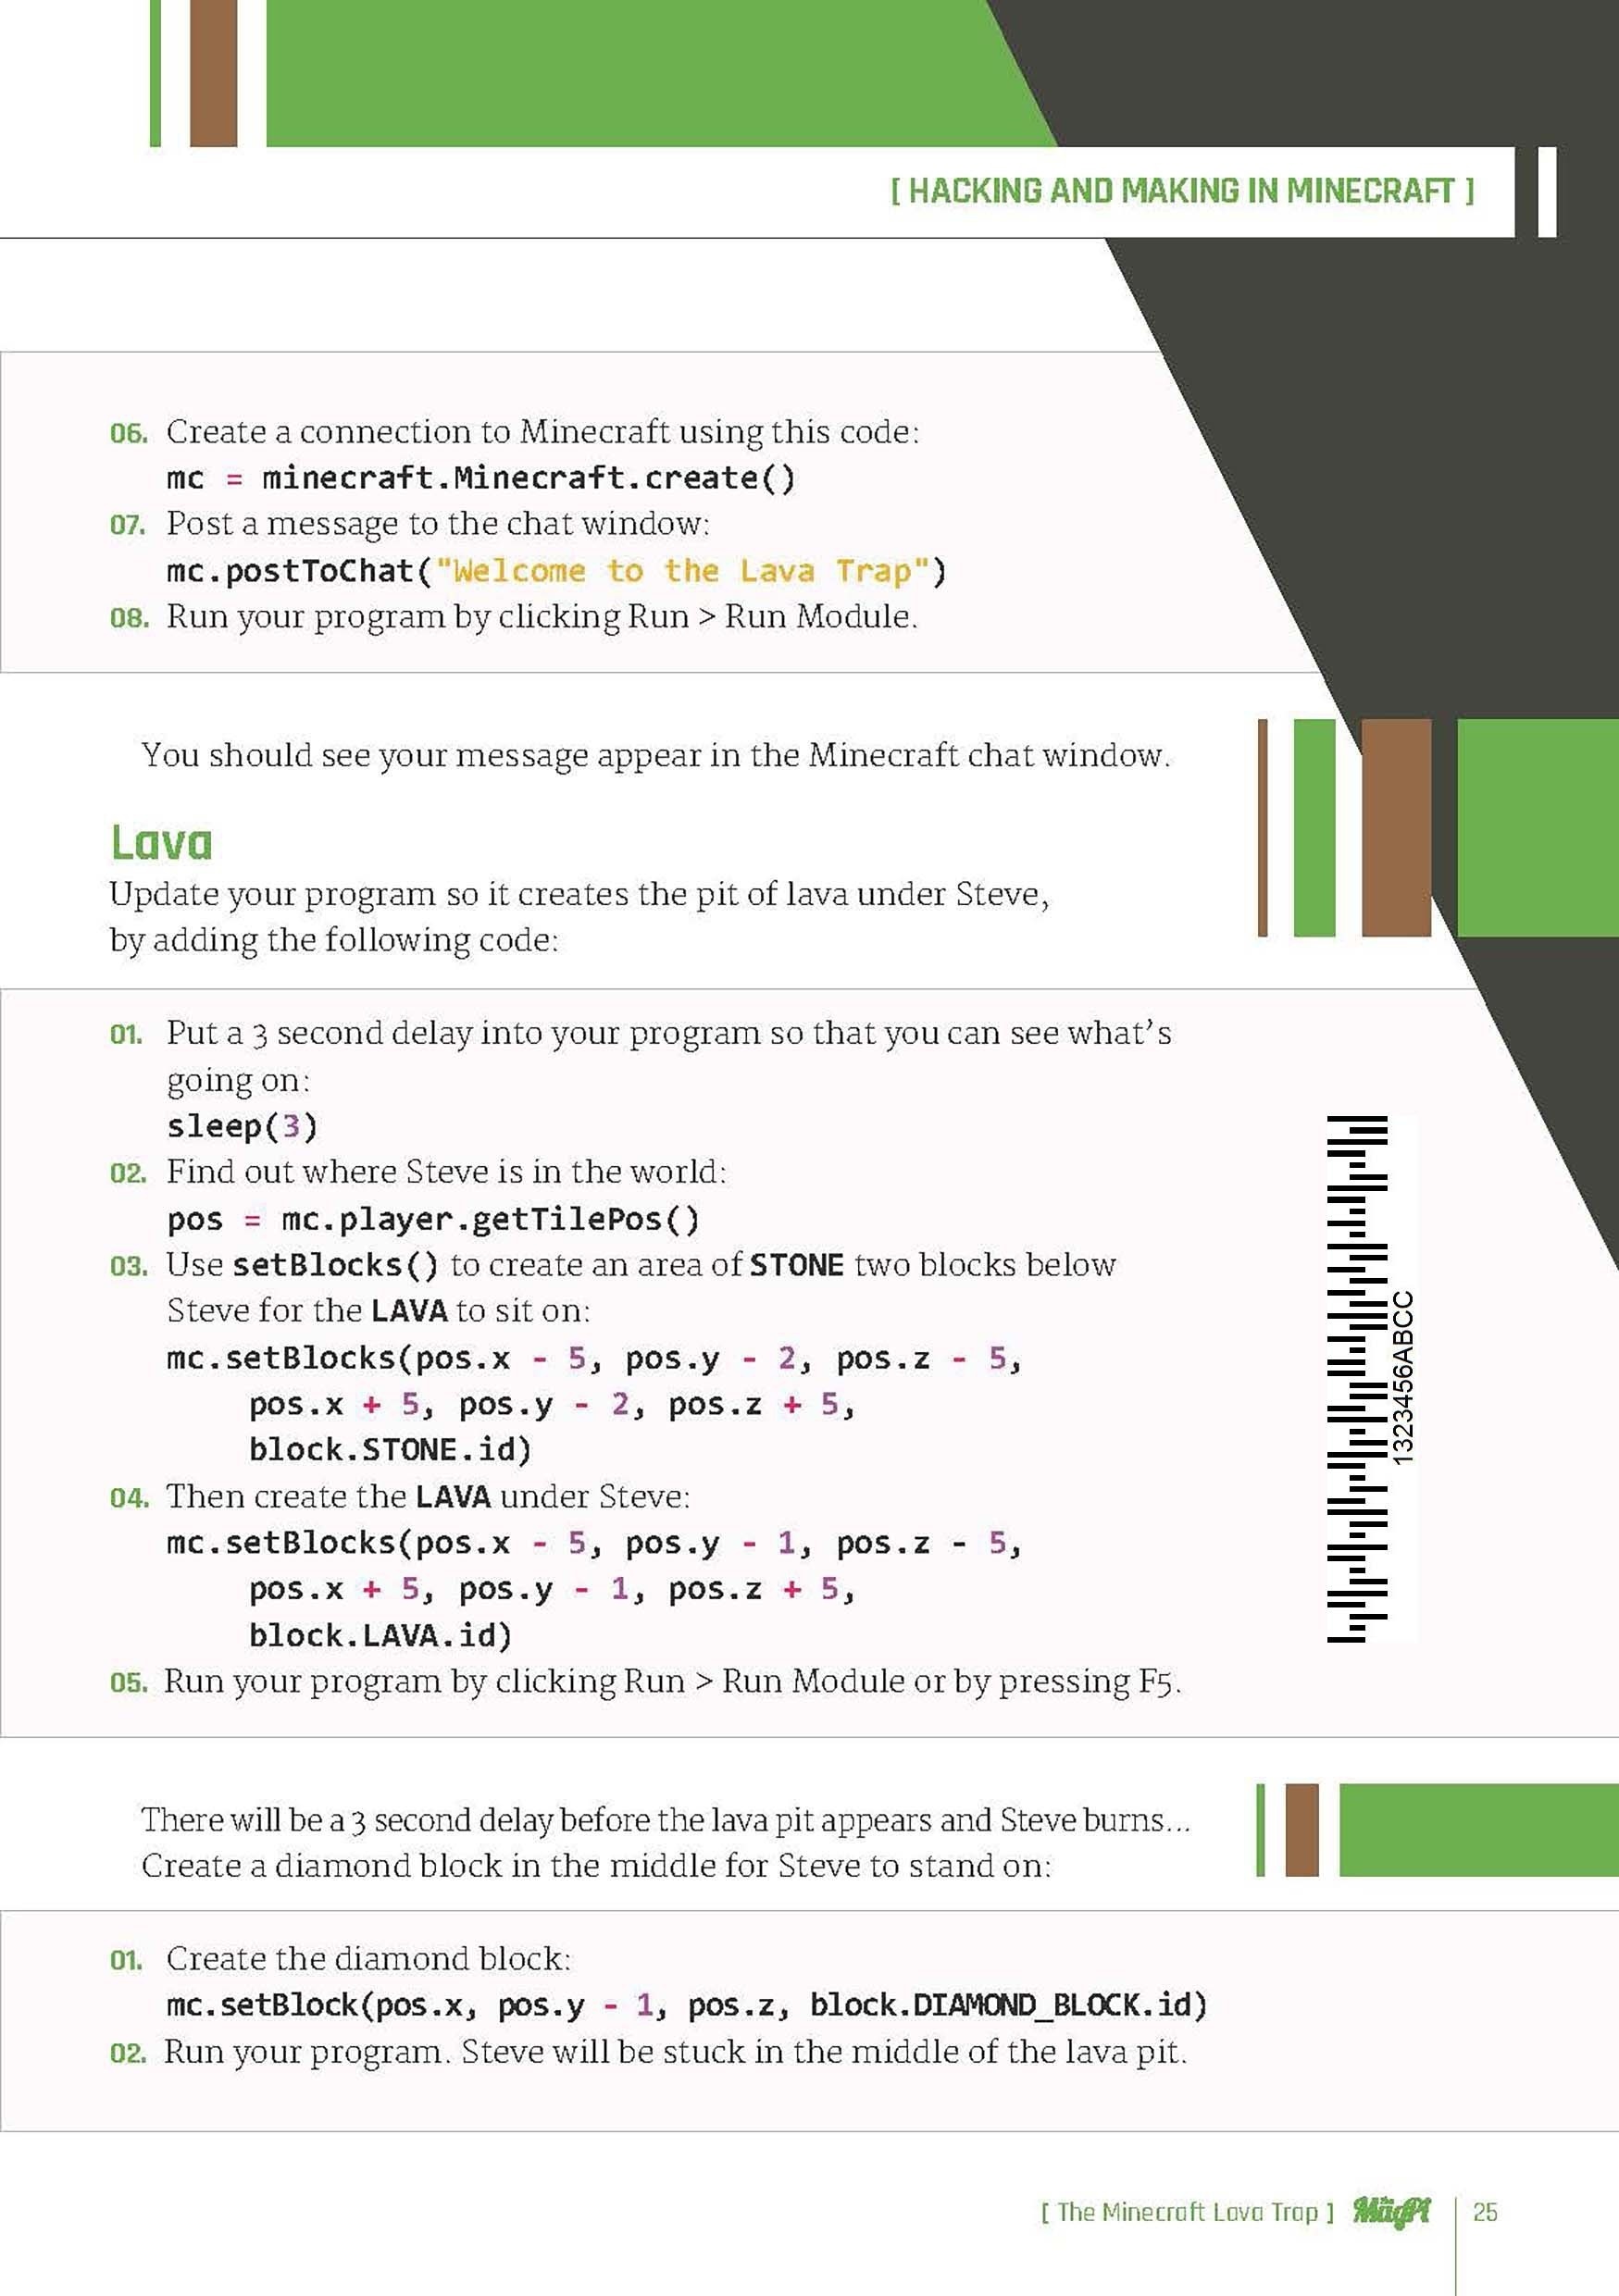 [ HACKING AND MAKING IN MINECRAFT ]
06. Create a connection to Minecraft using this code:
mc = minecraft.Minecraft.create()
07. Post a message to the chat window:
mc.postToChat("Welcome to the Lava Trap")
08. Run your program by clicking Run > Run Module.
You should see your message appear in the Minecraft chat window.
Lava
Update your program so it creates the pit of lava under Steve,
by adding the following code:
01. Put a 3 second delay into your program so that you can see what's
going on:
sleep(3)
02. Find out where Steve is in the world:
pos = mc.player.getTilePos()
03. Use setBlocks() to create an area of STONE two blocks below
Steve for the LAVA to sit on:
mc.setBlocks(pos.x - 5, pos.y - 2, pos.z - 5,
pos.x + 5, pos.y - 2, pos.z + 5,
block.STONE.id)
04. Then create the LAVA under Steve:
mc.setBlocks(pos.x - 5, pos.y - 1, pos.z - 5,
pos.x + 5, pos.y - 1, pos.z + 5,
block.LAVA.id)
05. Run your program by clicking Run > Run Module or by pressing F5.
1323456ABCC
There will be a 3 second delay before the lava pit appears and Steve burns...
Create a diamond block in the middle for Steve to stand on:
01. Create the diamond block:
mc.setBlock(pos.x, pos.y - 1, pos.z, block.DIAMOND_BLOCK.id)
02. Run your program. Steve will be stuck in the middle of the lava pit.
[ The Minecraft Lava Trap ] The MagPi 25